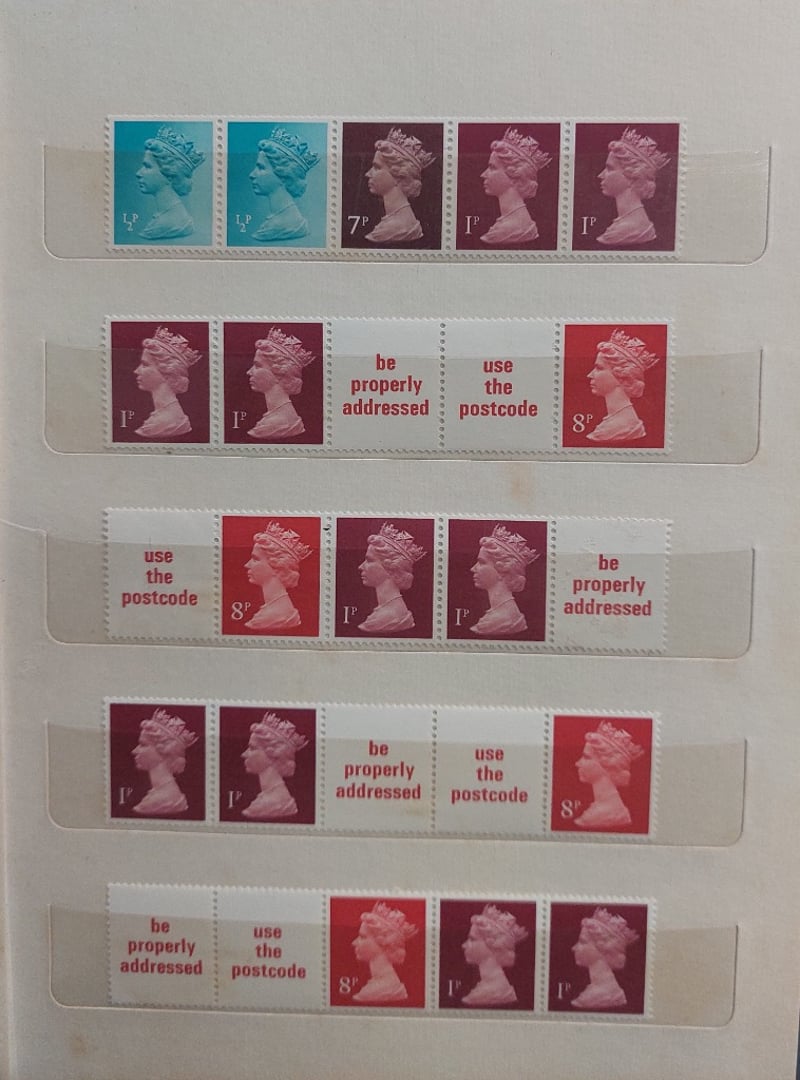 ½P ½P 7P 1P 1P
1P 1P
be
properly
addressed
use
the
postcode
8P
use
the
postcode
8P 1P 1P
be
properly
addressed
1P 1P
be
properly
addressed
use
the
postcode
8P
be
properly
addressed
use
the
postcode
8P 1P 1P